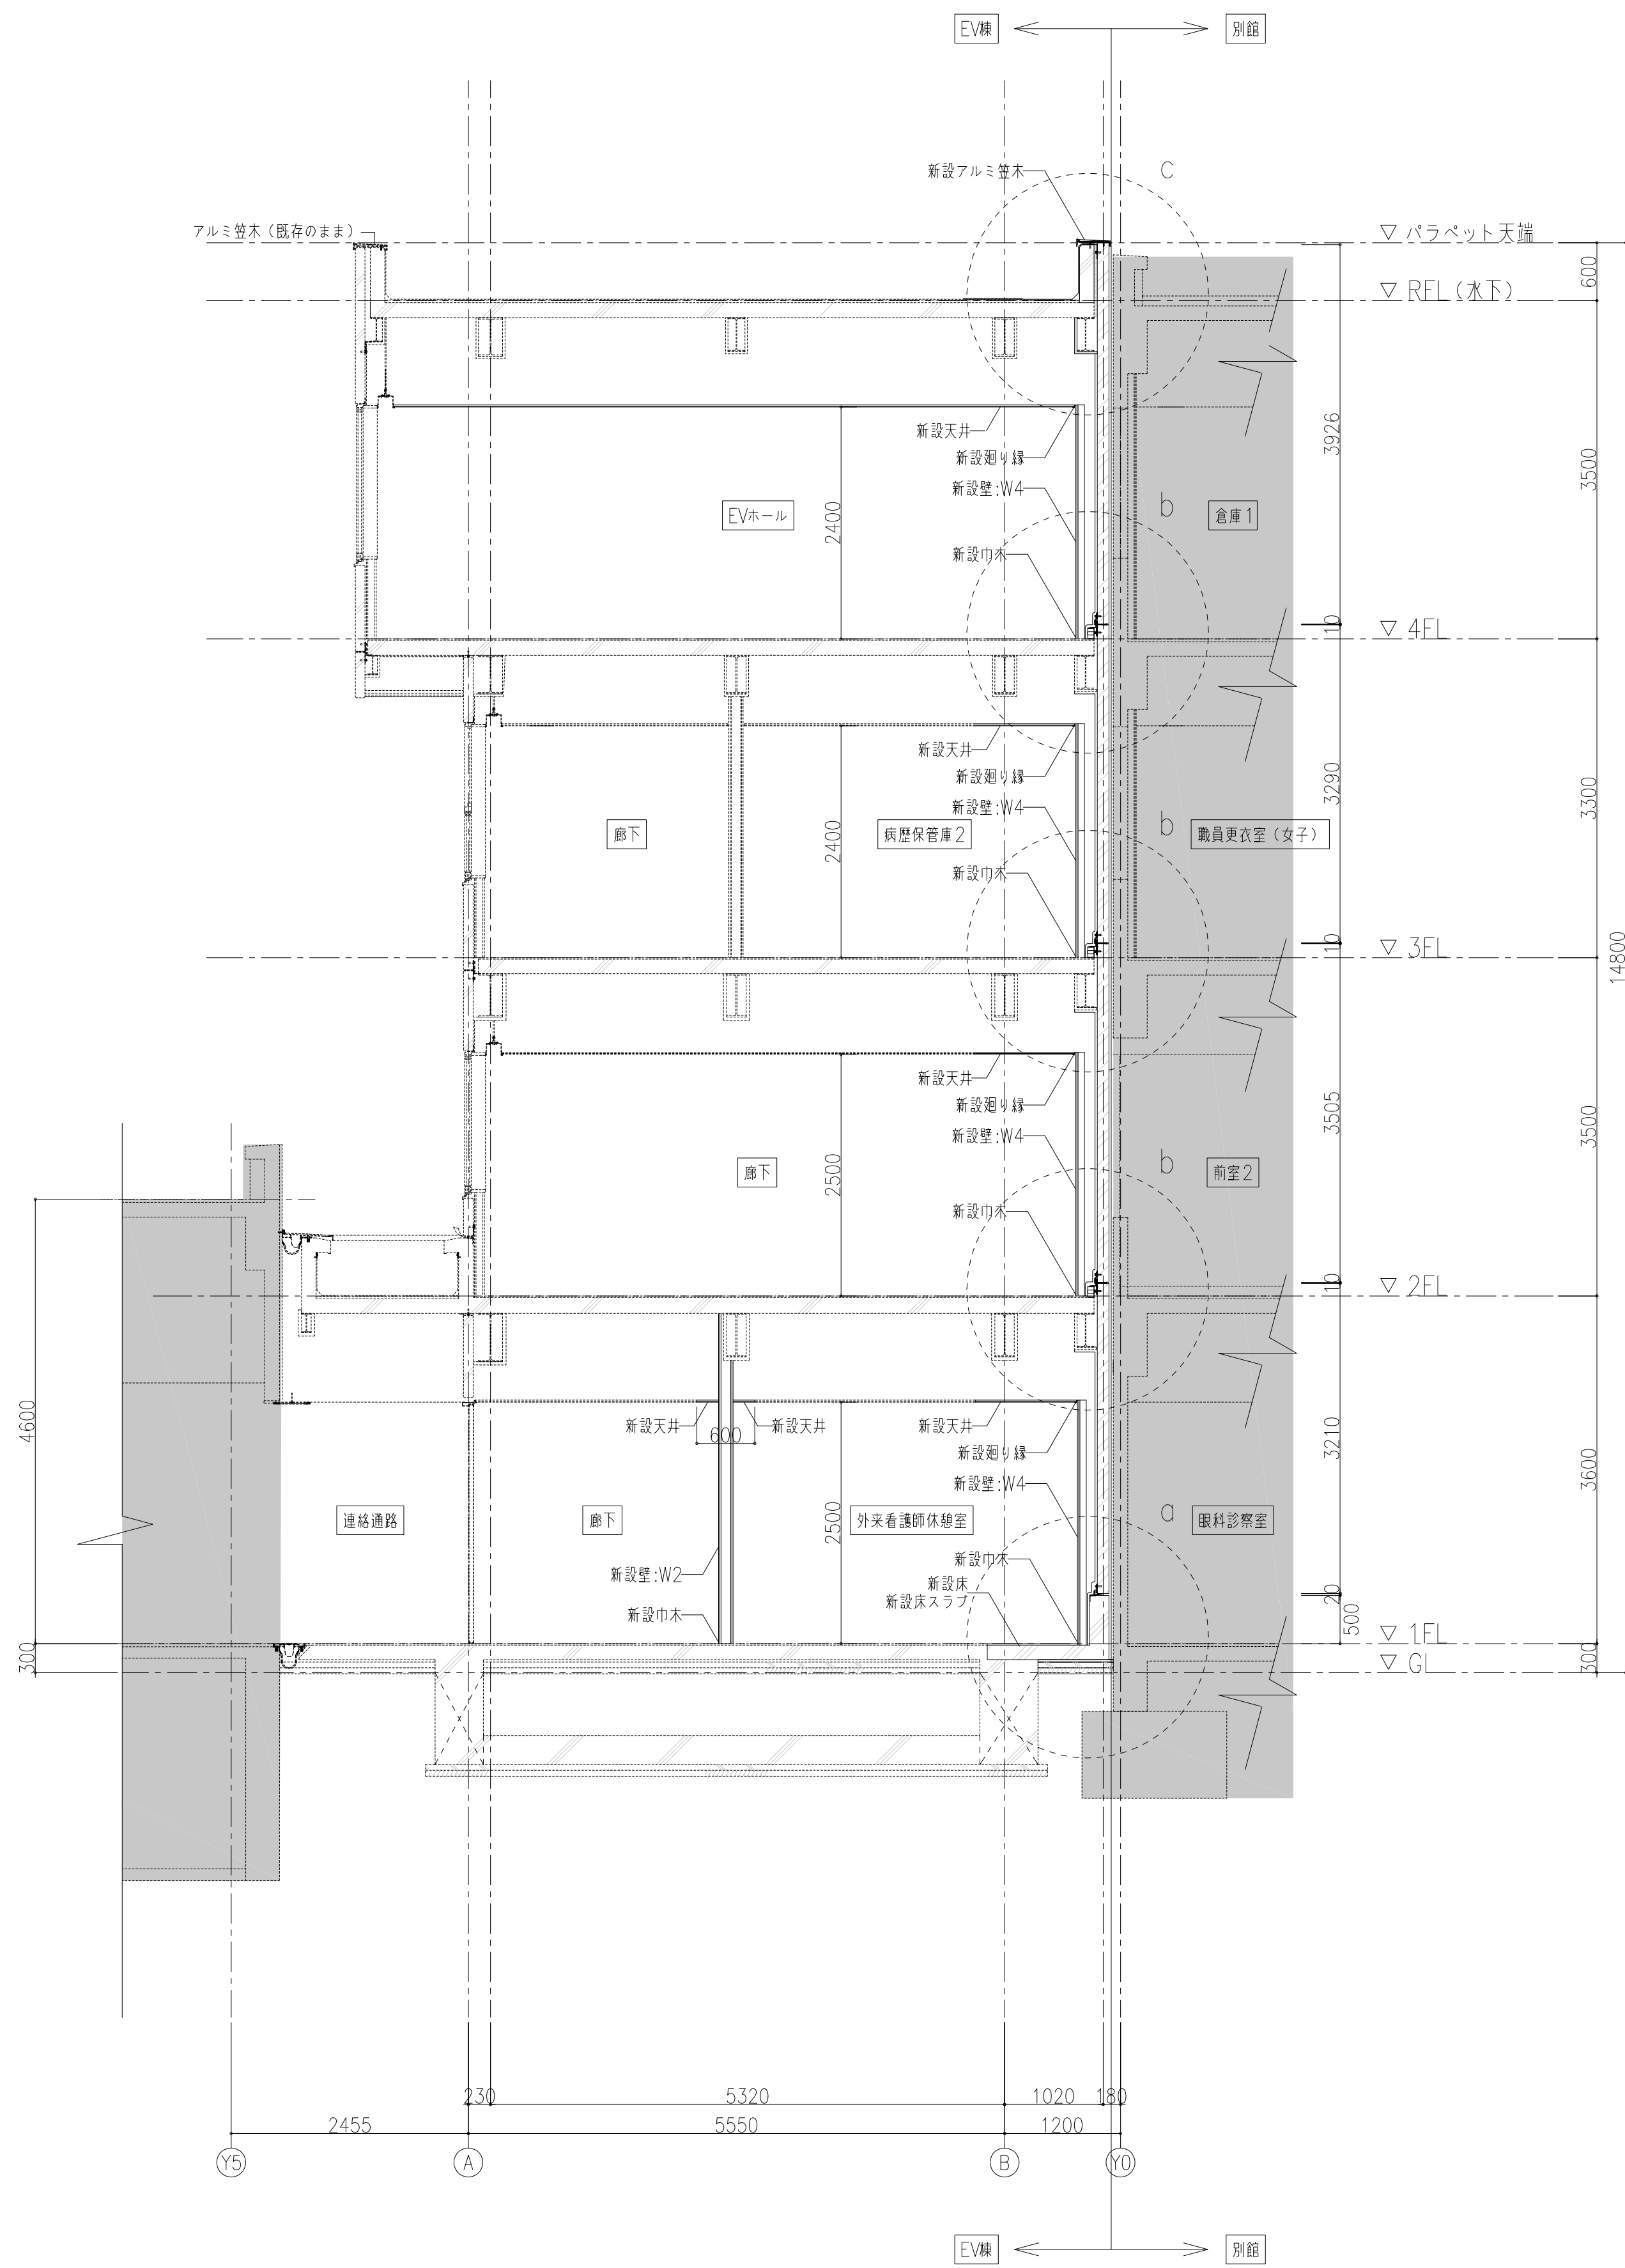 EV棟
別館
新設アルミ笠木
c
アルミ笠木（既存のまま）
▽ パラペット天端
600
▽ RFL（水下）
3926
3500
新設天井
新設廻り縁
新設壁:W4
b
EVホール
2400
倉庫1
新設巾木
10
▽ 4FL
新設天井
新設廻り縁
3290
3300
新設壁:W4
b
廊下
2400
病歴保管庫2
職員更衣室（女子）
新設巾木
10
▽ 3FL
14800
新設天井
新設廻り縁
3505
3500
新設壁:W4
b
廊下
2500
前室2
新設巾木
10
▽ 2FL
4600
新設天井
600
新設天井
新設天井
3210
新設廻り縁
3600
新設壁:W4
a
連絡通路
廊下
2500
外来看護師休憩室
眼科診察室
新設壁:W2
新設巾木
新設床
新設床スラブ
20
新設巾木
500
▽ 1FL
300
▽ GL
300
230
5320
1020
180
2455
5550
1200
Y5
A
B
Y0
EV棟
別館